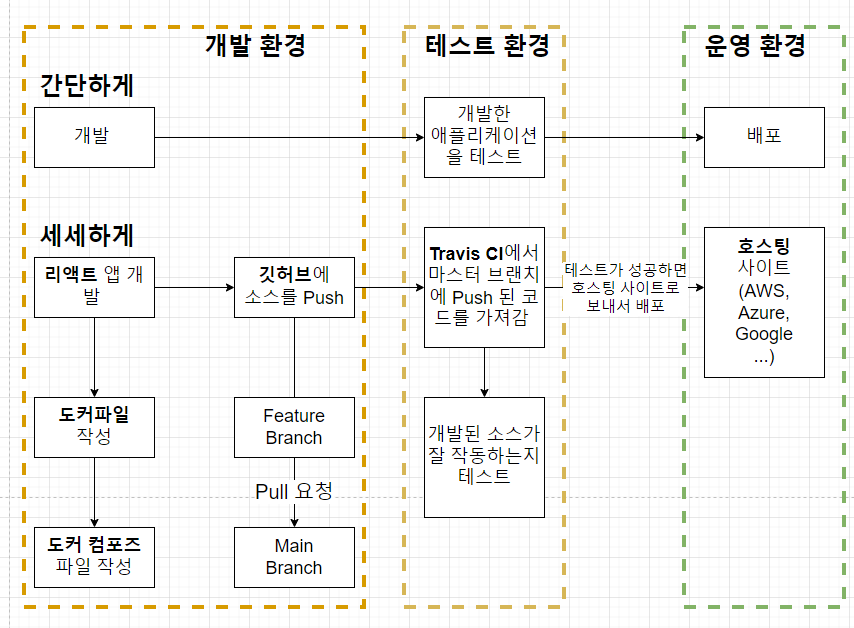 개발 환경
테스트 환경
운영 환경
간단하게
개발
개발한
애플리케이션
을 테스트
배포
세세하게
리액트 앱 개
발
깃허브에
소스를 Push
Travis CI에서
마스터 브랜치
에 Push 된 코
드를 가져감
테스트가 성공하면
호스팅 사이트로
보내서 배포
호스팅
사이트
(AWS,
Azure,
Google
...)
도커파일
작성
Feature
Branch
개발된 소스가
잘 작동하는지
테스트
Pull 요청
도커 컴포즈
파일 작성
Main
Branch